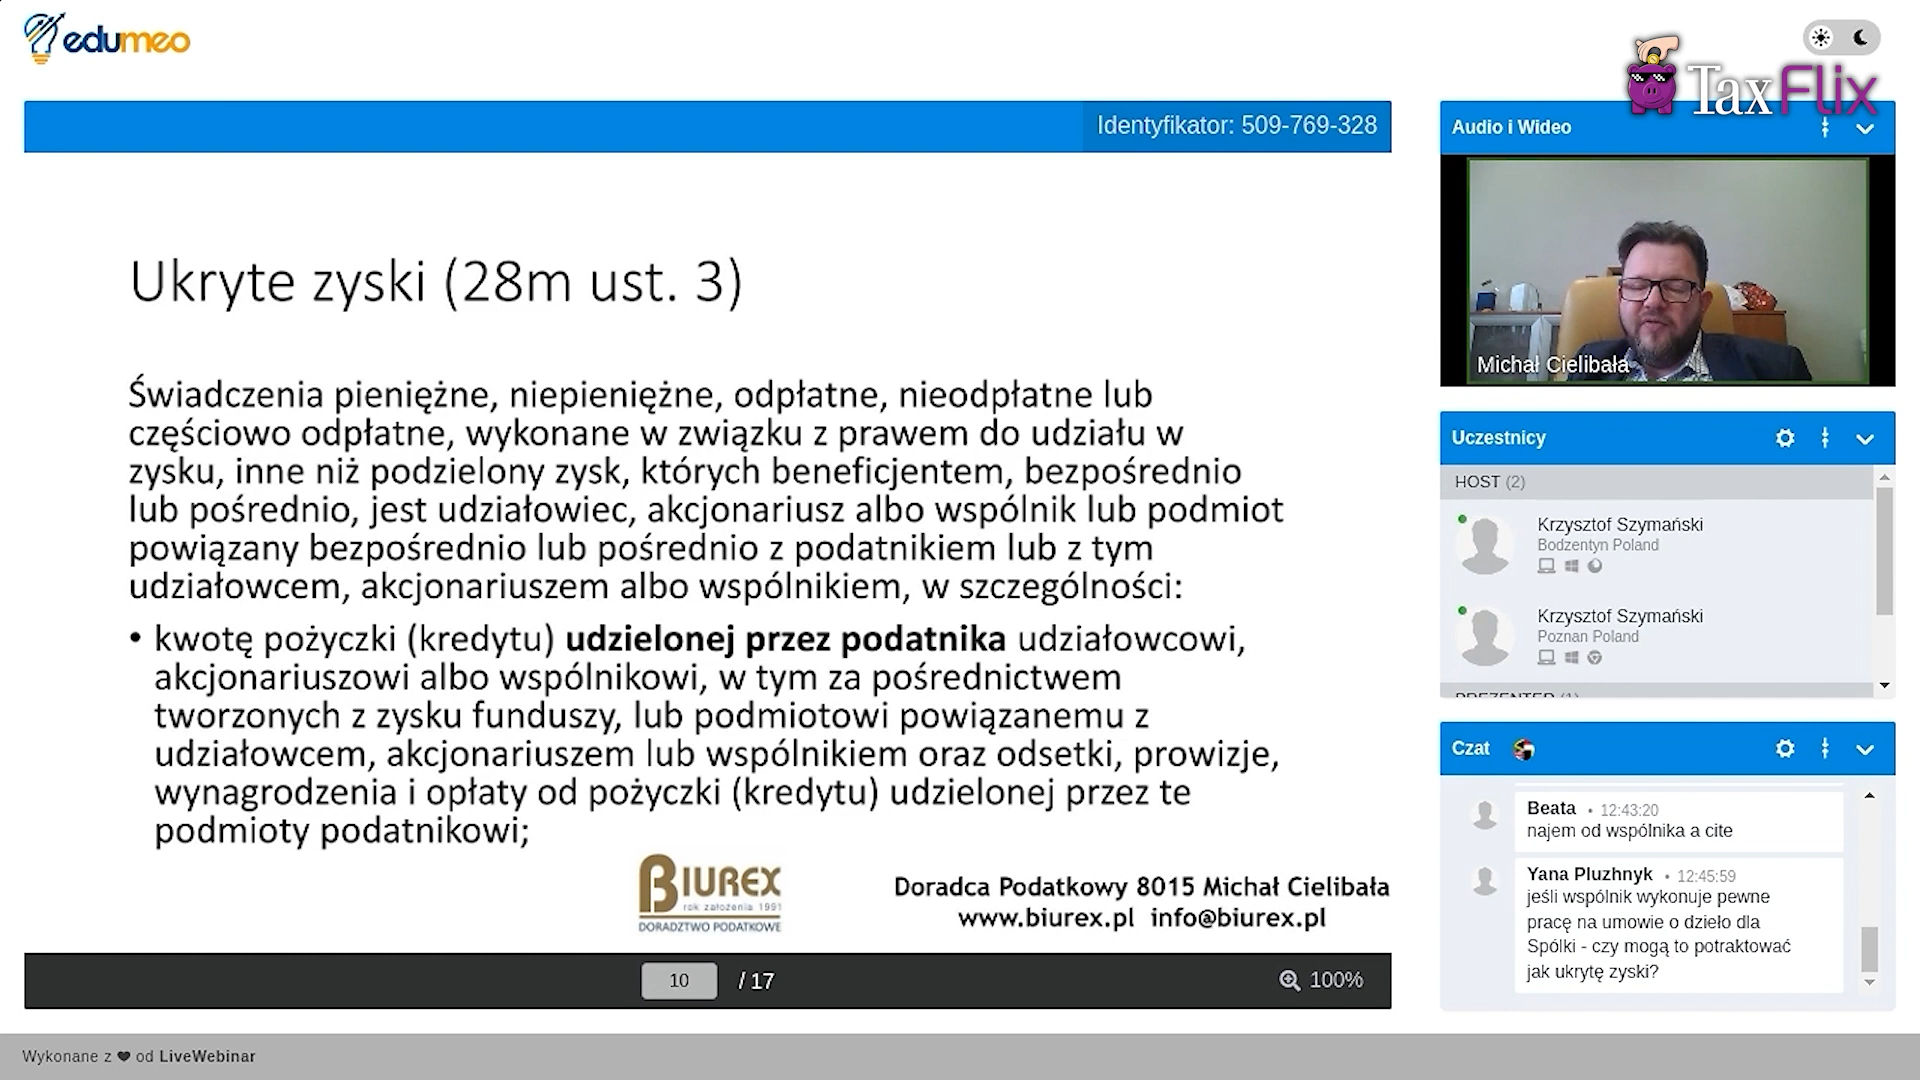 edumeo
TaxFlix
Identyfikator: 509-769-328
Ukryte zyski (28m ust. 3)
Świadczenia pieniężne, niepieniężne, odpłatne, nieodpłatne lub
częściowo odpłatne, wykonane w związku z prawem do udziału w
zysku, inne niż podzielony zysk, których beneficjentem, bezpośrednio
lub pośrednio, jest udziałowiec, akcjonariusz albo wspólnik lub podmiot
powiązany bezpośrednio lub pośrednio z podatnikiem lub z tym
udziałowcem, akcjonariuszem albo wspólnikiem, w szczególności:
• kwotę pożyczki (kredytu) udzielonej przez podatnika udziałowcowi,
akcjonariuszowi albo wspólnikowi, w tym za pośrednictwem
tworzonych z zysku funduszy, lub podmiotowi powiązanemu z
udziałowcem, akcjonariuszem lub wspólnikiem oraz odsetki, prowizje,
wynagrodzenia i opłaty od pożyczki (kredytu) udzielonej przez te
podmioty podatnikowi;
BIUREX
rok założenia 1991
DORADZTWO PODATKOWE
Doradca Podatkowy 8015 Michał Cielibała
www.biurex.pl info@biurex.pl
10 / 17
100%
Audio i Wideo
Michał Cielibała
Uczestnicy
HOST (2)
Krzysztof Szymański
Bodzentyn Poland
Krzysztof Szymański
Poznan Poland
PREZENTER (1)
Czat
Beata • 12:43:20
najem od wspólnika a cite
Yana Pluzhnyk • 12:45:59
jeśli wspólnik wykonuje pewne
pracę na umowie o dzieło dla
Spólki - czy mogą to potraktować
jak ukrytę zyski?
Wykonane z ❤ od LiveWebinar